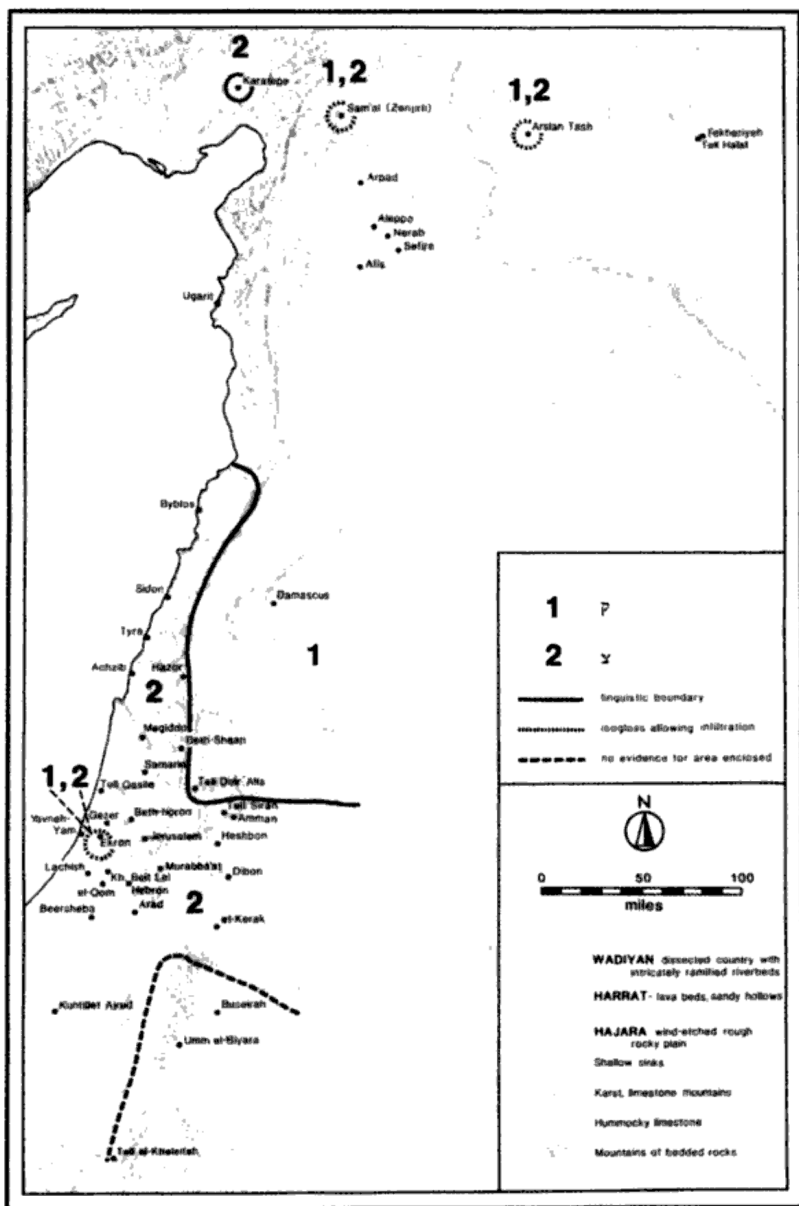 2
Karatepe
1,2
Sam'al (Zenjirli)
1,2
Arslan Tash
Fekheriyeh
Tell Halaf
Arpad
Aleppo
Nerab
Sefire
Afis
Ugarit
Byblos
Sidon
Damascus
Tyre
1
Achzib
Hazor
2
Megiddo
Beth-Shean
Samaria
1,2
Tell Qasile
Tell Deir 'Alla
Yavneh-
Yam
Gezer
Beth-Horon
Tell Siran
Amman
Ekron
Jerusalem
Heshbon
Lachish
Kh. Beit Lei
Murabba'at
el-Qom
Hebron
Dibon
Beersheba
Arad
2
el-Kerak
Kuntillet Ajrud
Buseirah
Umm el-Biyara
Tell el-Kheleifeh
1 ק
2 צ
linguistic boundary
isogloss allowing infiltration
no evidence for area enclosed
N
0 50 100
miles
WADIYAN dissected country with
intricately ramified riverbeds
HARRAT - lava beds, sandy hollows
HAJARA wind-etched rough
rocky plain
Shallow sinks
Karst, limestone mountains
Hummocky limestone
Mountains of bedded rocks